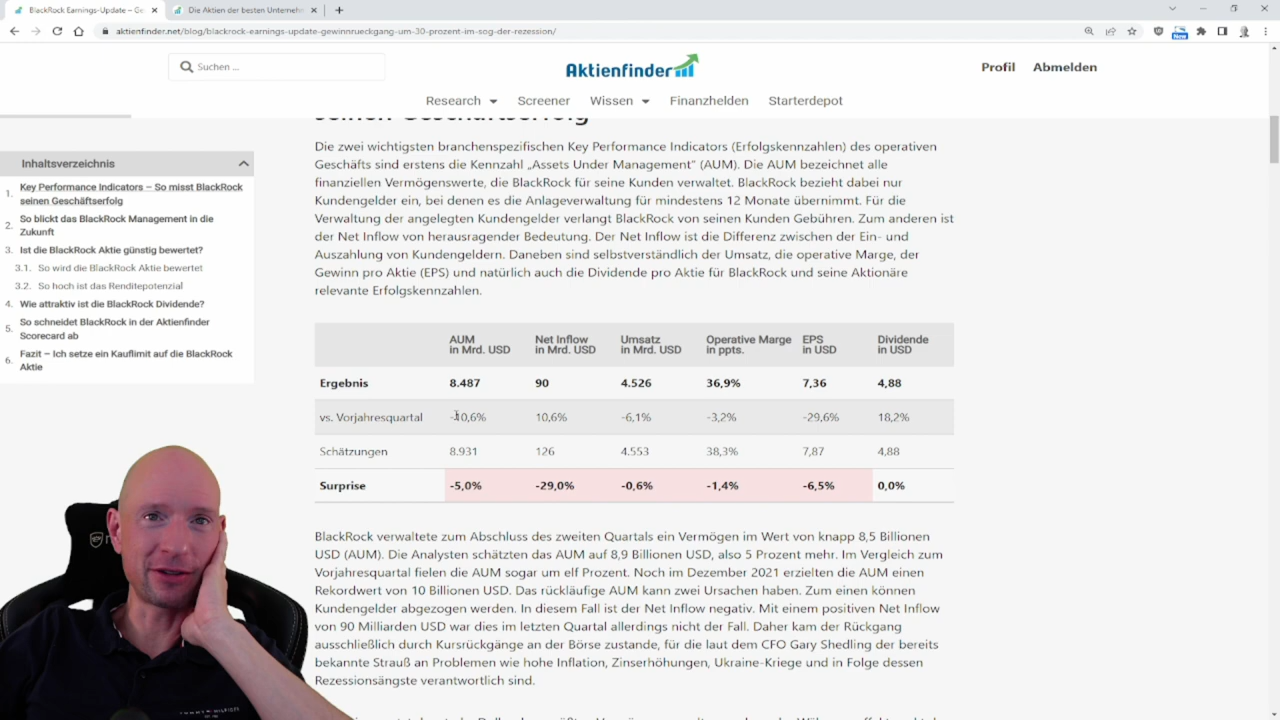 BlackRock Earnings-Update – Ge
Die Aktien der besten Unternehm
aktienfinder.net/blog/blackrock-earnings-update-gewinnrueckgang-um-30-prozent-im-sog-der-rezession/
New
Suchen ...
Aktienfinder
Profil
Abmelden
Research
Screener
Wissen
Finanzhelden
Starterdepot
seinen Geschäftserfolg
Inhaltsverzeichnis
1. Key Performance Indicators – So misst BlackRock
seinen Geschäftserfolg
2. So blickt das BlackRock Management in die
Zukunft
3. Ist die BlackRock Aktie günstig bewertet?
3.1. So wird die BlackRock Aktie bewertet
3.2. So hoch ist das Renditepotenzial
4. Wie attraktiv ist die BlackRock Dividende?
5. So schneidet BlackRock in der Aktienfinder
Scorecard ab
6. Fazit – Ich setze ein Kauflimit auf die BlackRock
Aktie
Die zwei wichtigsten branchenspezifischen Key Performance Indicators (Erfolgskennzahlen) des operativen
Geschäfts sind erstens die Kennzahl „Assets Under Management“ (AUM). Die AUM bezeichnet alle
finanziellen Vermögenswerte, die BlackRock für seine Kunden verwaltet. BlackRock bezieht dabei nur
Kundengelder ein, bei denen es die Anlageverwaltung für mindestens 12 Monate übernimmt. Für die
Verwaltung der angelegten Kundengelder verlangt BlackRock von seinen Kunden Gebühren. Zum anderen ist
der Net Inflow von herausragender Bedeutung. Der Net Inflow ist die Differenz zwischen der Ein- und
Auszahlung von Kundengeldern. Daneben sind selbstverständlich der Umsatz, die operative Marge, der
Gewinn pro Aktie (EPS) und natürlich auch die Dividende pro Aktie für BlackRock und seine Aktionäre
relevante Erfolgskennzahlen.
AUM Net Inflow Umsatz Operative Marge EPS Dividende
in Mrd. USD in Mrd. USD in Mrd. USD in ppts. in USD in USD
Ergebnis 8.487 90 4.526 36,9% 7,36 4,88
vs. Vorjahresquartal -10,6% 10,6% -6,1% -3,2% -29,6% 18,2%
Schätzungen 8.931 126 4.553 38,3% 7,87 4,88
Surprise -5,0% -29,0% -0,6% -1,4% -6,5% 0,0%
BlackRock verwaltete zum Abschluss des zweiten Quartals ein Vermögen im Wert von knapp 8,5 Billionen
USD (AUM). Die Analysten schätzten das AUM auf 8,9 Billionen USD, also 5 Prozent mehr. Im Vergleich zum
Vorjahresquartal fielen die AUM sogar um elf Prozent. Noch im Dezember 2021 erzielten die AUM einen
Rekordwert von 10 Billionen USD. Das rückläufige AUM kann zwei Ursachen haben. Zum einen können
Kundengelder abgezogen werden. In diesem Fall ist der Net Inflow negativ. Mit einem positiven Net Inflow
von 90 Milliarden USD war dies im letzten Quartal allerdings nicht der Fall. Daher kam der Rückgang
ausschließlich durch Kursrückgänge an der Börse zustande, für die laut dem CFO Gary Shedling der bereits
bekannte Strauß an Problemen wie hohe Inflation, Zinserhöhungen, Ukraine-Kriege und in Folge dessen
Rezessionsängste verantwortlich sind.
TOMMY HILFIGER